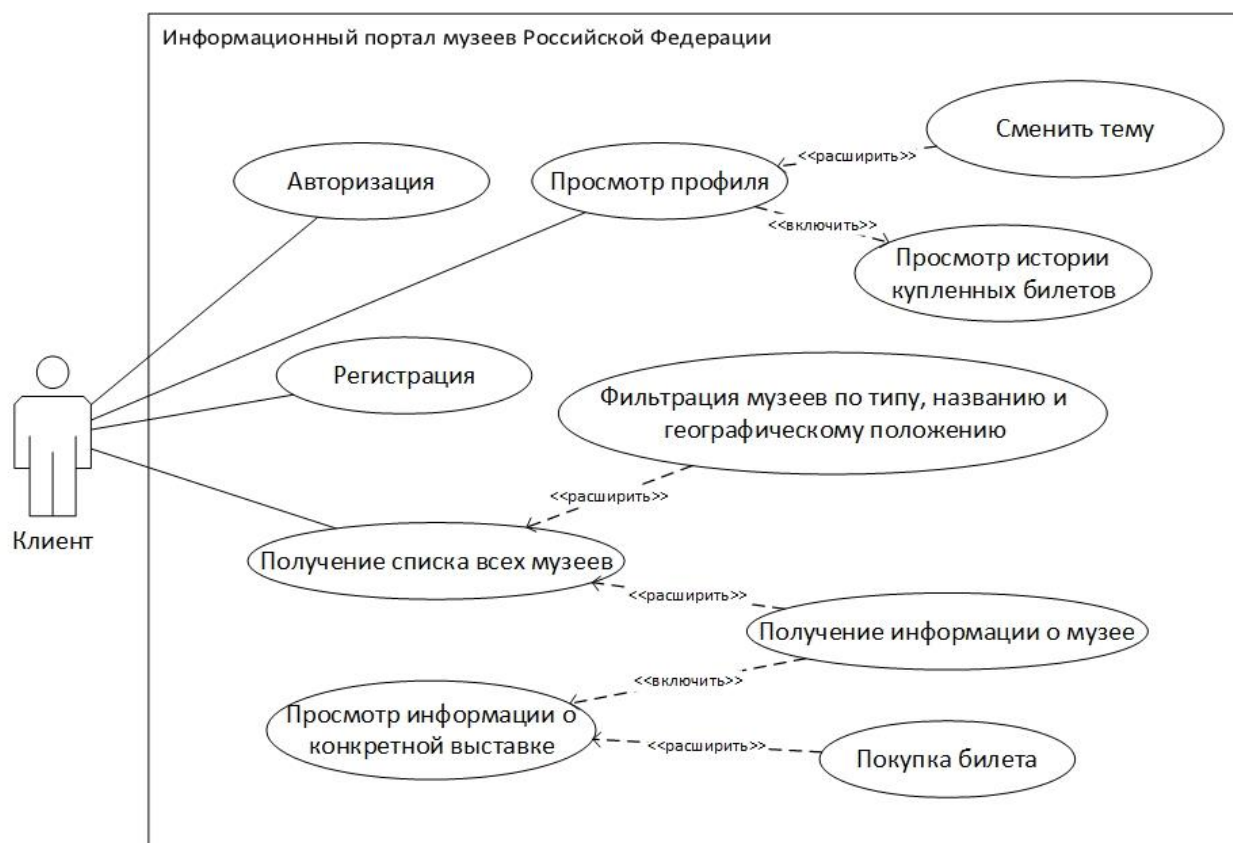 Информационный портал музеев Российской Федерации
Сменить тему
<<расширить>>
Авторизация
Просмотр профиля
<<включить>>
Просмотр истории
купленных билетов
Регистрация
Фильтрация музеев по типу, названию и
географическому положению
<<расширить>>
Клиент
Получение списка всех музеев
<<расширить>>
Получение информации о музее
<<включить>>
Просмотр информации о
конкретной выставке
<<расширить>>
Покупка билета